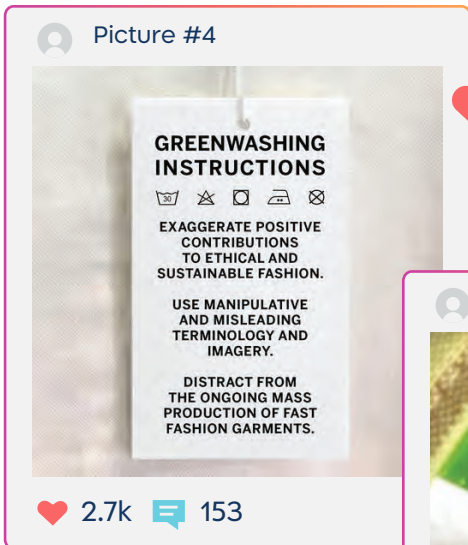 Picture #4
GREENWASHING
INSTRUCTIONS
30
EXAGGERATE POSITIVE
CONTRIBUTIONS
TO ETHICAL AND
SUSTAINABLE FASHION.
USE MANIPULATIVE
AND MISLEADING
TERMINOLOGY AND
IMAGERY.
DISTRACT FROM
THE ONGOING MASS
PRODUCTION OF FAST
FASHION GARMENTS.
2.7k 153